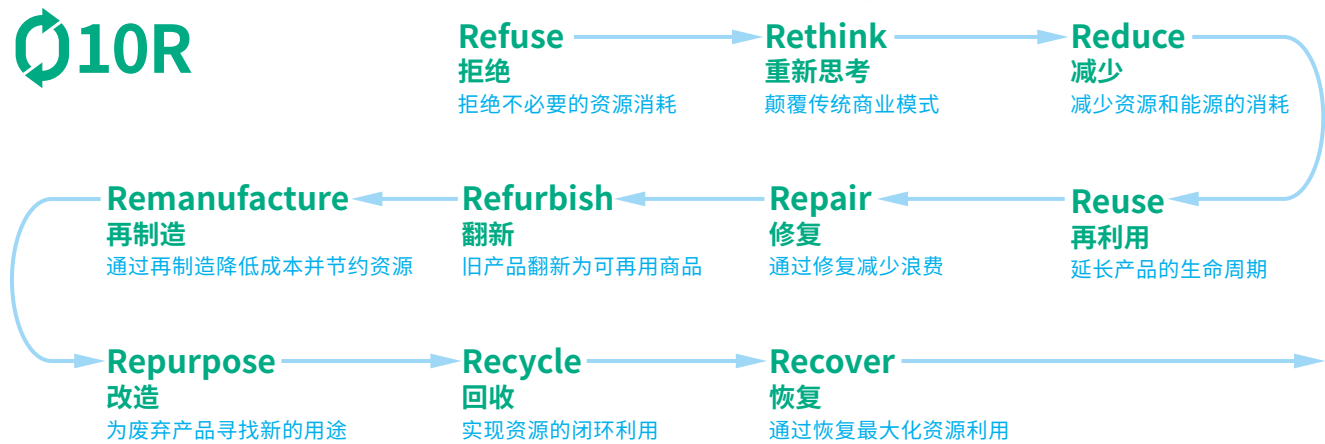 10R
Refuse
拒绝
拒绝不必要的资源消耗
Rethink
重新思考
颠覆传统商业模式
Reduce
减少
减少资源和能源的消耗
Reuse
再利用
延长产品的生命周期
Repair
修复
通过修复减少浪费
Refurbish
翻新
旧产品翻新为可再用商品
Remanufacture
再制造
通过再制造降低成本并节约资源
Repurpose
改造
为废弃产品寻找新的用途
Recycle
回收
实现资源的闭环利用
Recover
恢复
通过恢复最大化资源利用